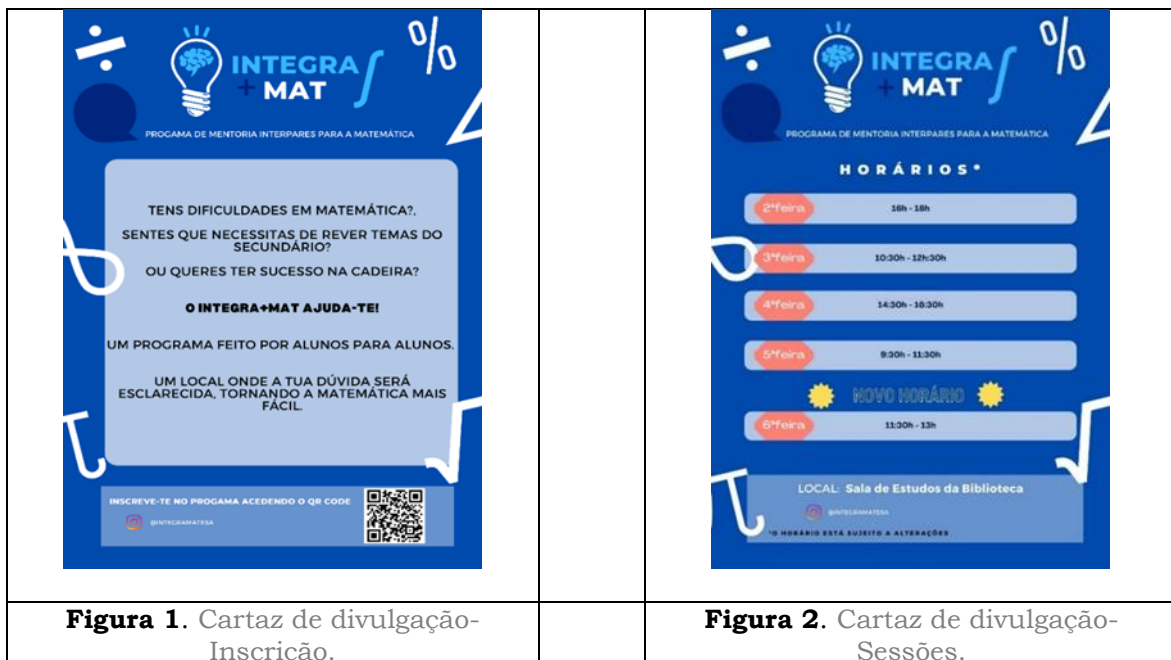 INTEGRA
+ MAT
PROGAMA DE MENTORIA INTERPARES PARA A MATEMÁTICA
TENS DIFICULDADES EM MATEMÁTICA?,
SENTES QUE NECESSITAS DE REVER TEMAS DO
SECUNDÁRIO?
OU QUERES TER SUCESSO NA CADEIRA?
O INTEGRA+MAT AJUDA-TE!
UM PROGRAMA FEITO POR ALUNOS PARA ALUNOS.
UM LOCAL ONDE A TUA DÚVIDA SERÁ
ESCLARECIDA, TORNANDO A MATEMÁTICA MAIS
FÁCIL.
INSCREVE-TE NO PROGAMA ACEDENDO O QR CODE
@INTEGRAMATESA
Figura 1. Cartaz de divulgação-
Inscrição.
INTEGRA
+ MAT
PROGRAMA DE MENTORIA INTERPARES PARA A MATEMÁTICA
HORÁRIOS*
2ªfeira 16h - 18h
3ªfeira 10:30h - 12h:30h
4ªfeira 14:30h - 16:30h
5ªfeira 9:30h - 11:30h
NOVO HORÁRIO
6ªfeira 11:30h - 13h
LOCAL: Sala de Estudos da Biblioteca
@INTEGRAMATESA
*O HORÁRIO ESTÁ SUJEITO A ALTERAÇÕES
Figura 2. Cartaz de divulgação-
Sessões.